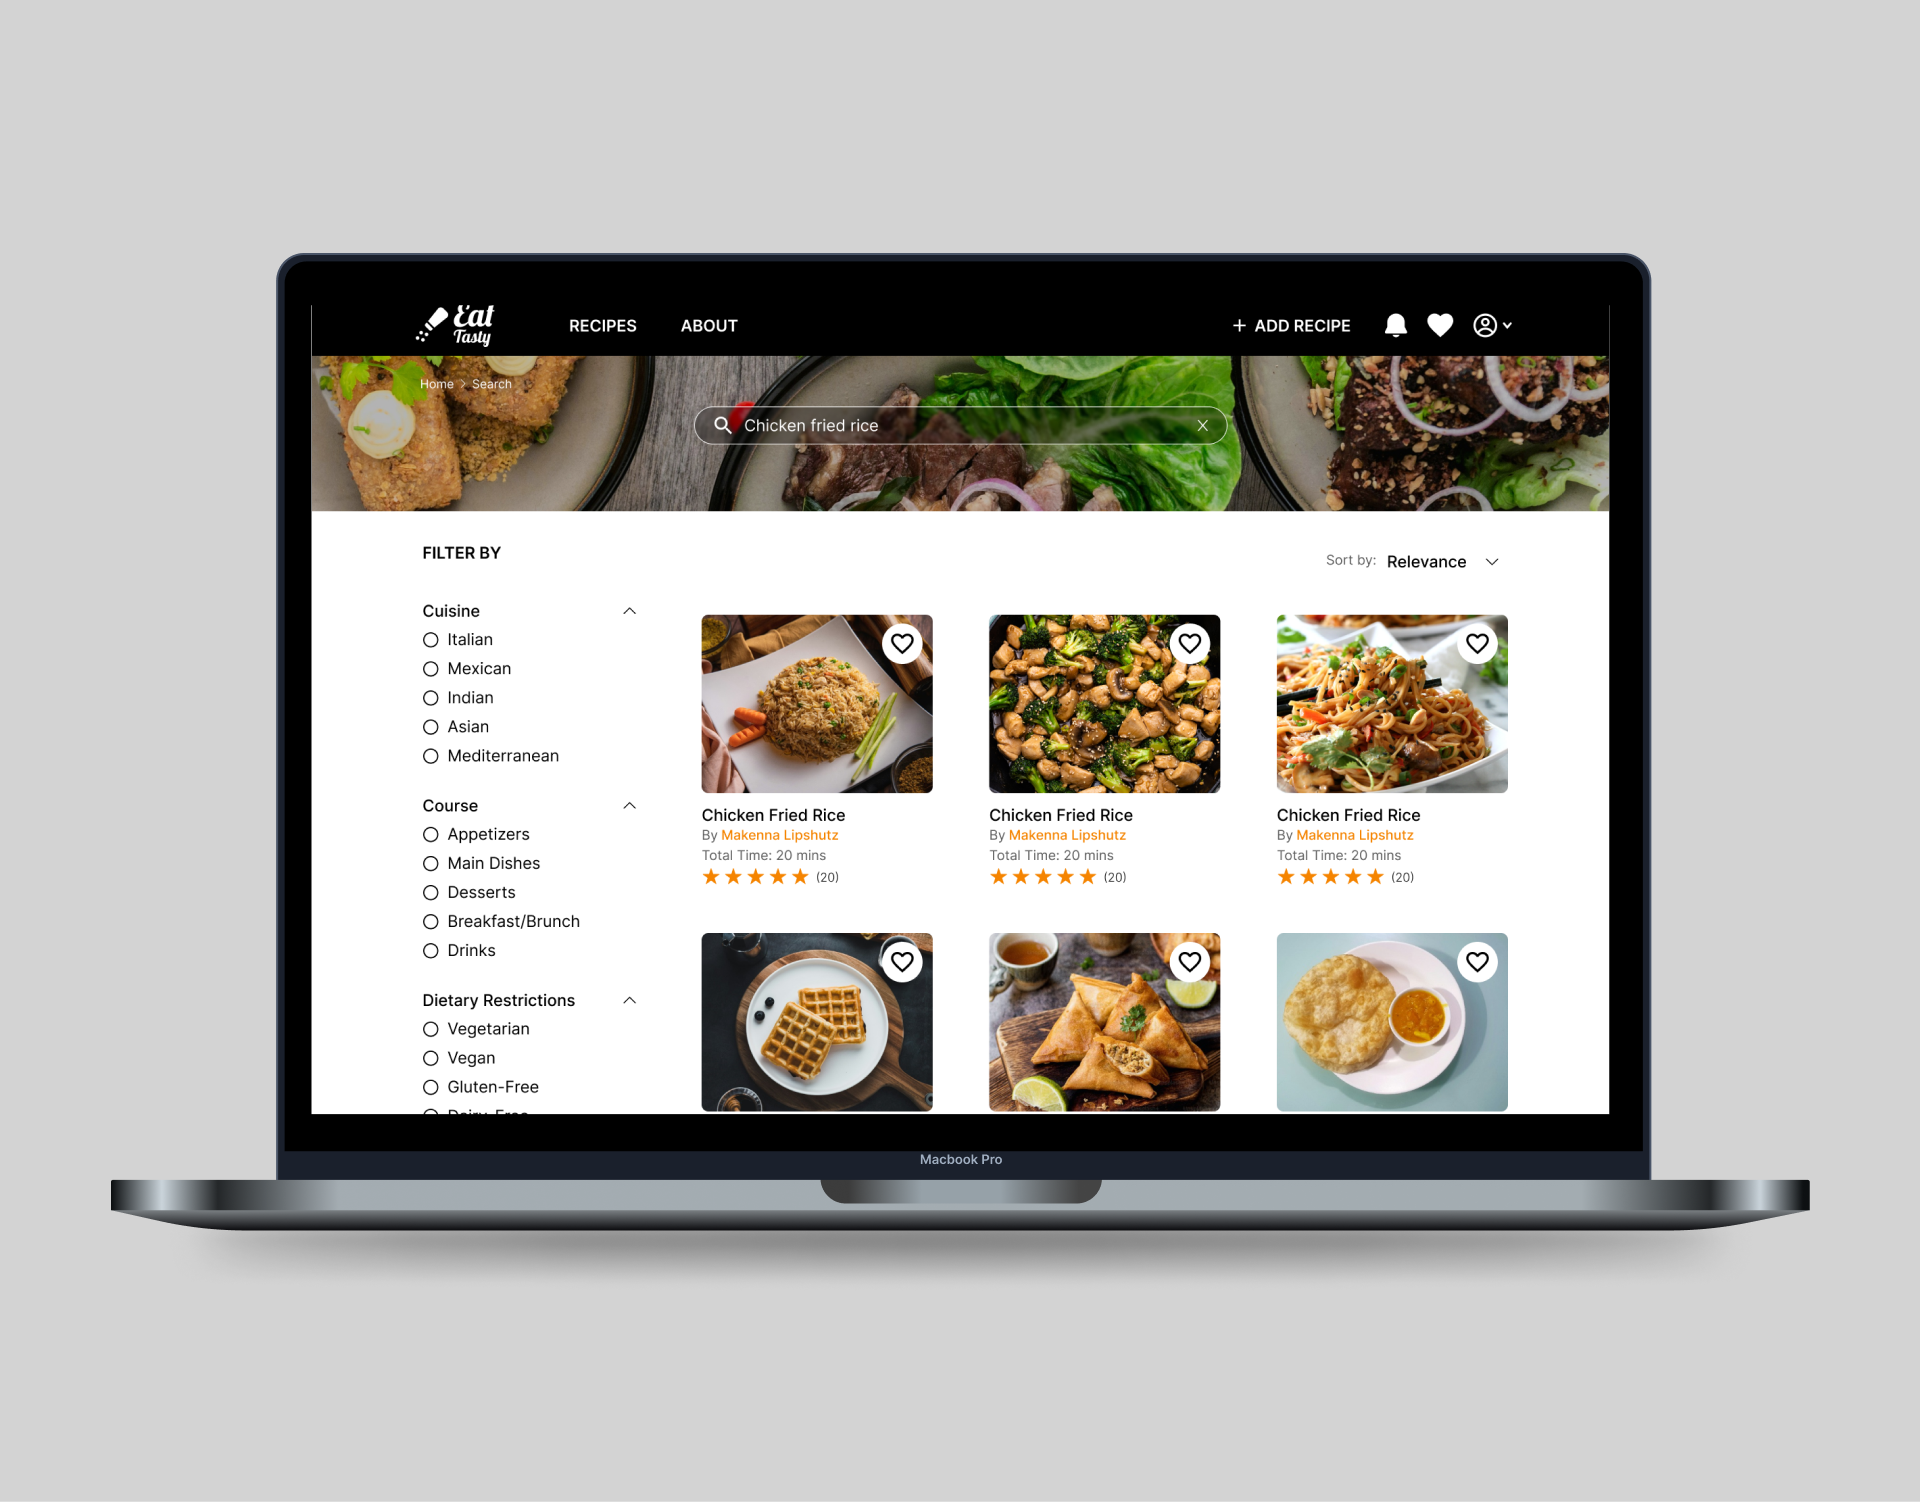 Eat
Tasty
RECIPES
ABOUT
+ ADD RECIPE
Home > Search
Chicken fried rice
X
FILTER BY
Sort by: Relevance
Cuisine
Italian
Mexican
Indian
Asian
Mediterranean
Course
Appetizers
Main Dishes
Desserts
Breakfast/Brunch
Drinks
Dietary Restrictions
Vegetarian
Vegan
Gluten-Free
Dairy-Free
Chicken Fried Rice
By Makenna Lipshutz
Total Time: 20 mins
(20)
Chicken Fried Rice
By Makenna Lipshutz
Total Time: 20 mins
(20)
Chicken Fried Rice
By Makenna Lipshutz
Total Time: 20 mins
(20)
Macbook Pro